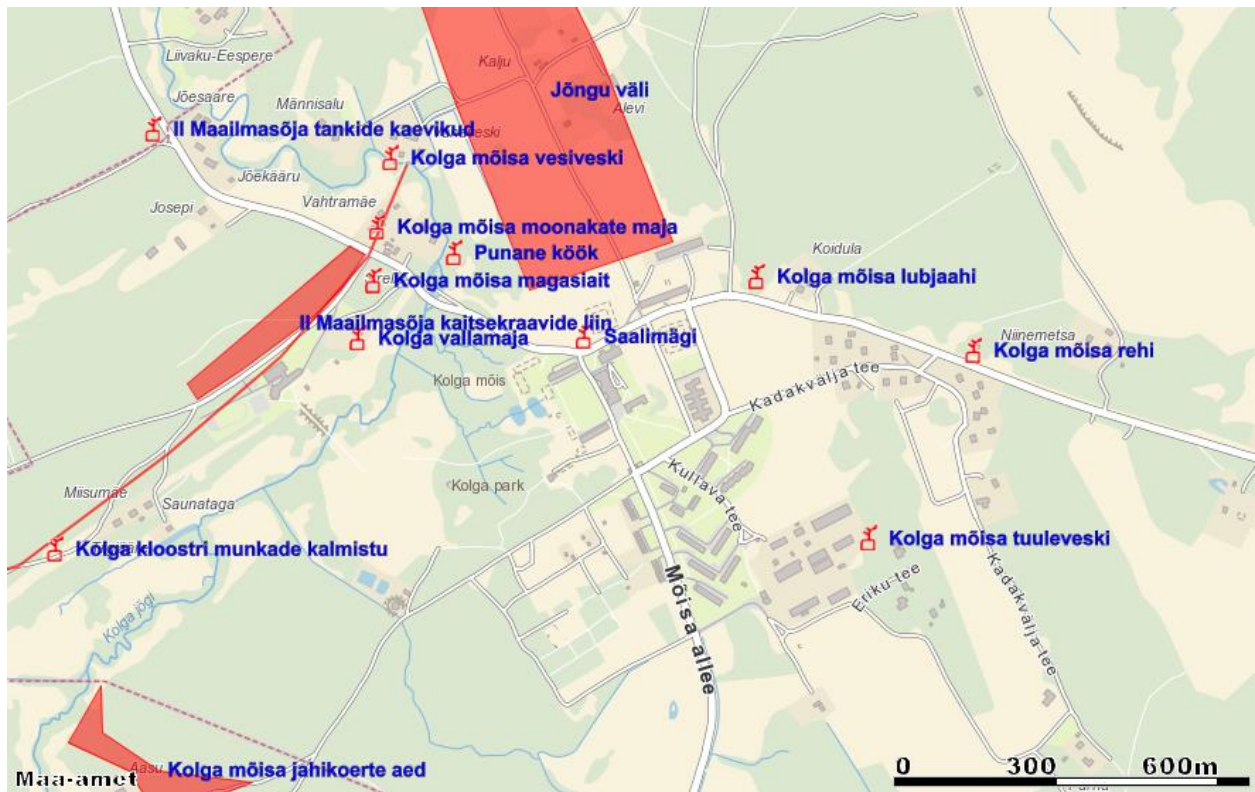 Liivaku-Eespere
Kalju
Jõesaare
Männisalu
Jõngu väli
Alevi
II Maailmasõja tankide kaevikud
Kolga mõisa vesiveski
Jõekääru
Vahtramäe
Josepi
Kolga mõisa moonakate maja
Koidula
Punane köök
Kolga mõisa magasiait
Kolga mõisa lubjaahi
II Maailmasõja kaitsekraavide liin
Kolga vallamaja
Saalimägi
Niinemetsa
Kolga mõisa rehi
Kolga mõis
Kadakvälja tee
Kolga park
Kultava tee
Miisumäe
Saunataga
Kolga kloostri munkade kalmistu
Kolga mõisa tuuleveski
Eriku tee
Kolga jõgi
Mõisa allee
Kadakvälja tee
Aasu
Kolga mõisa jahikoerte aed
Maa-amet
0 300 600m